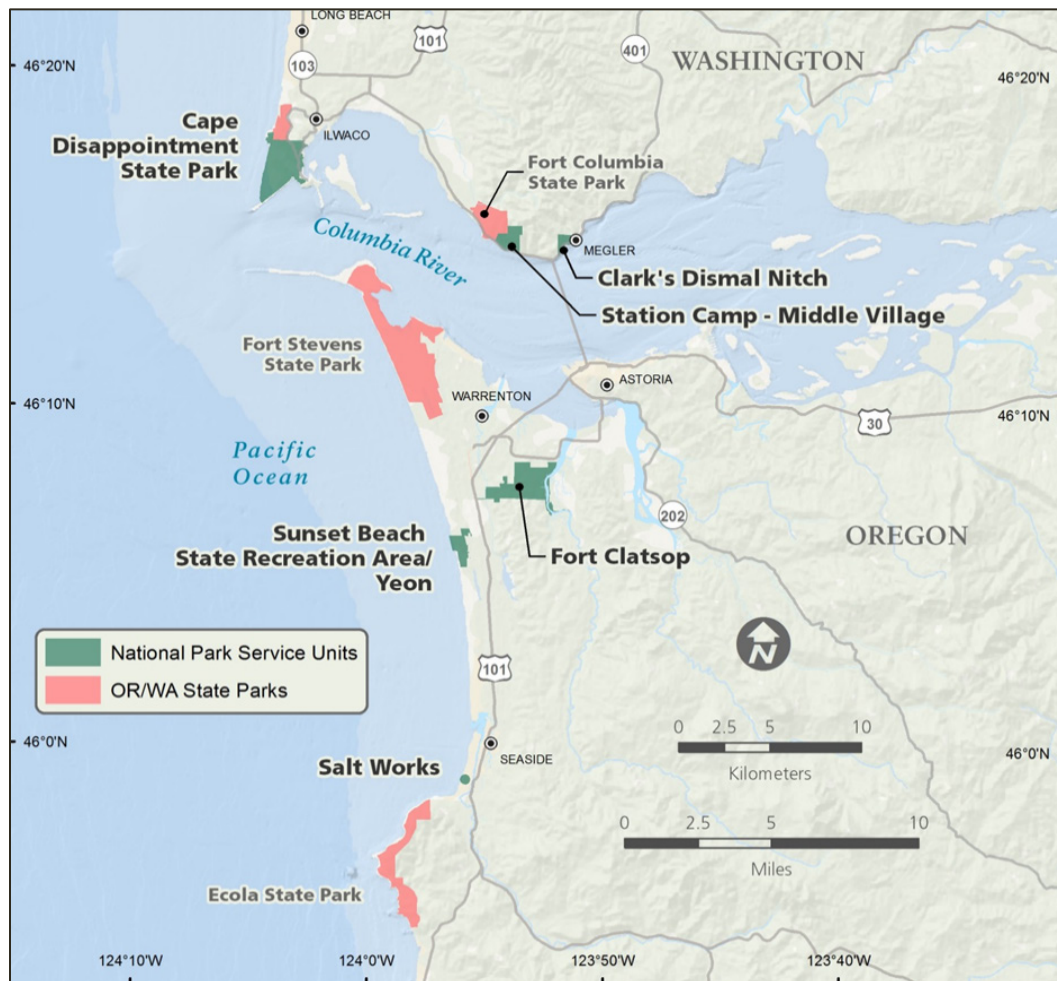 LONG BEACH
101
401
WASHINGTON
46°20'N
46°20'N
103
Cape
Disappointment
State Park
ILWACO
Fort Columbia
State Park
Columbia River
MEGLER
Clark's Dismal Nitch
Station Camp - Middle Village
Fort Stevens
State Park
ASTORIA
WARRENTON
46°10'N
46°10'N
30
Pacific
Ocean
202
OREGON
Sunset Beach
State Recreation Area/
Yeon
Fort Clatsop
National Park Service Units
OR/WA State Parks
N
101
0 2.5 5 10
Kilometers
46°0'N
46°0'N
SEASIDE
Salt Works
0 2.5 5 10
Miles
Ecola State Park
124°10'W
124°0'W
123°50'W
123°40'W